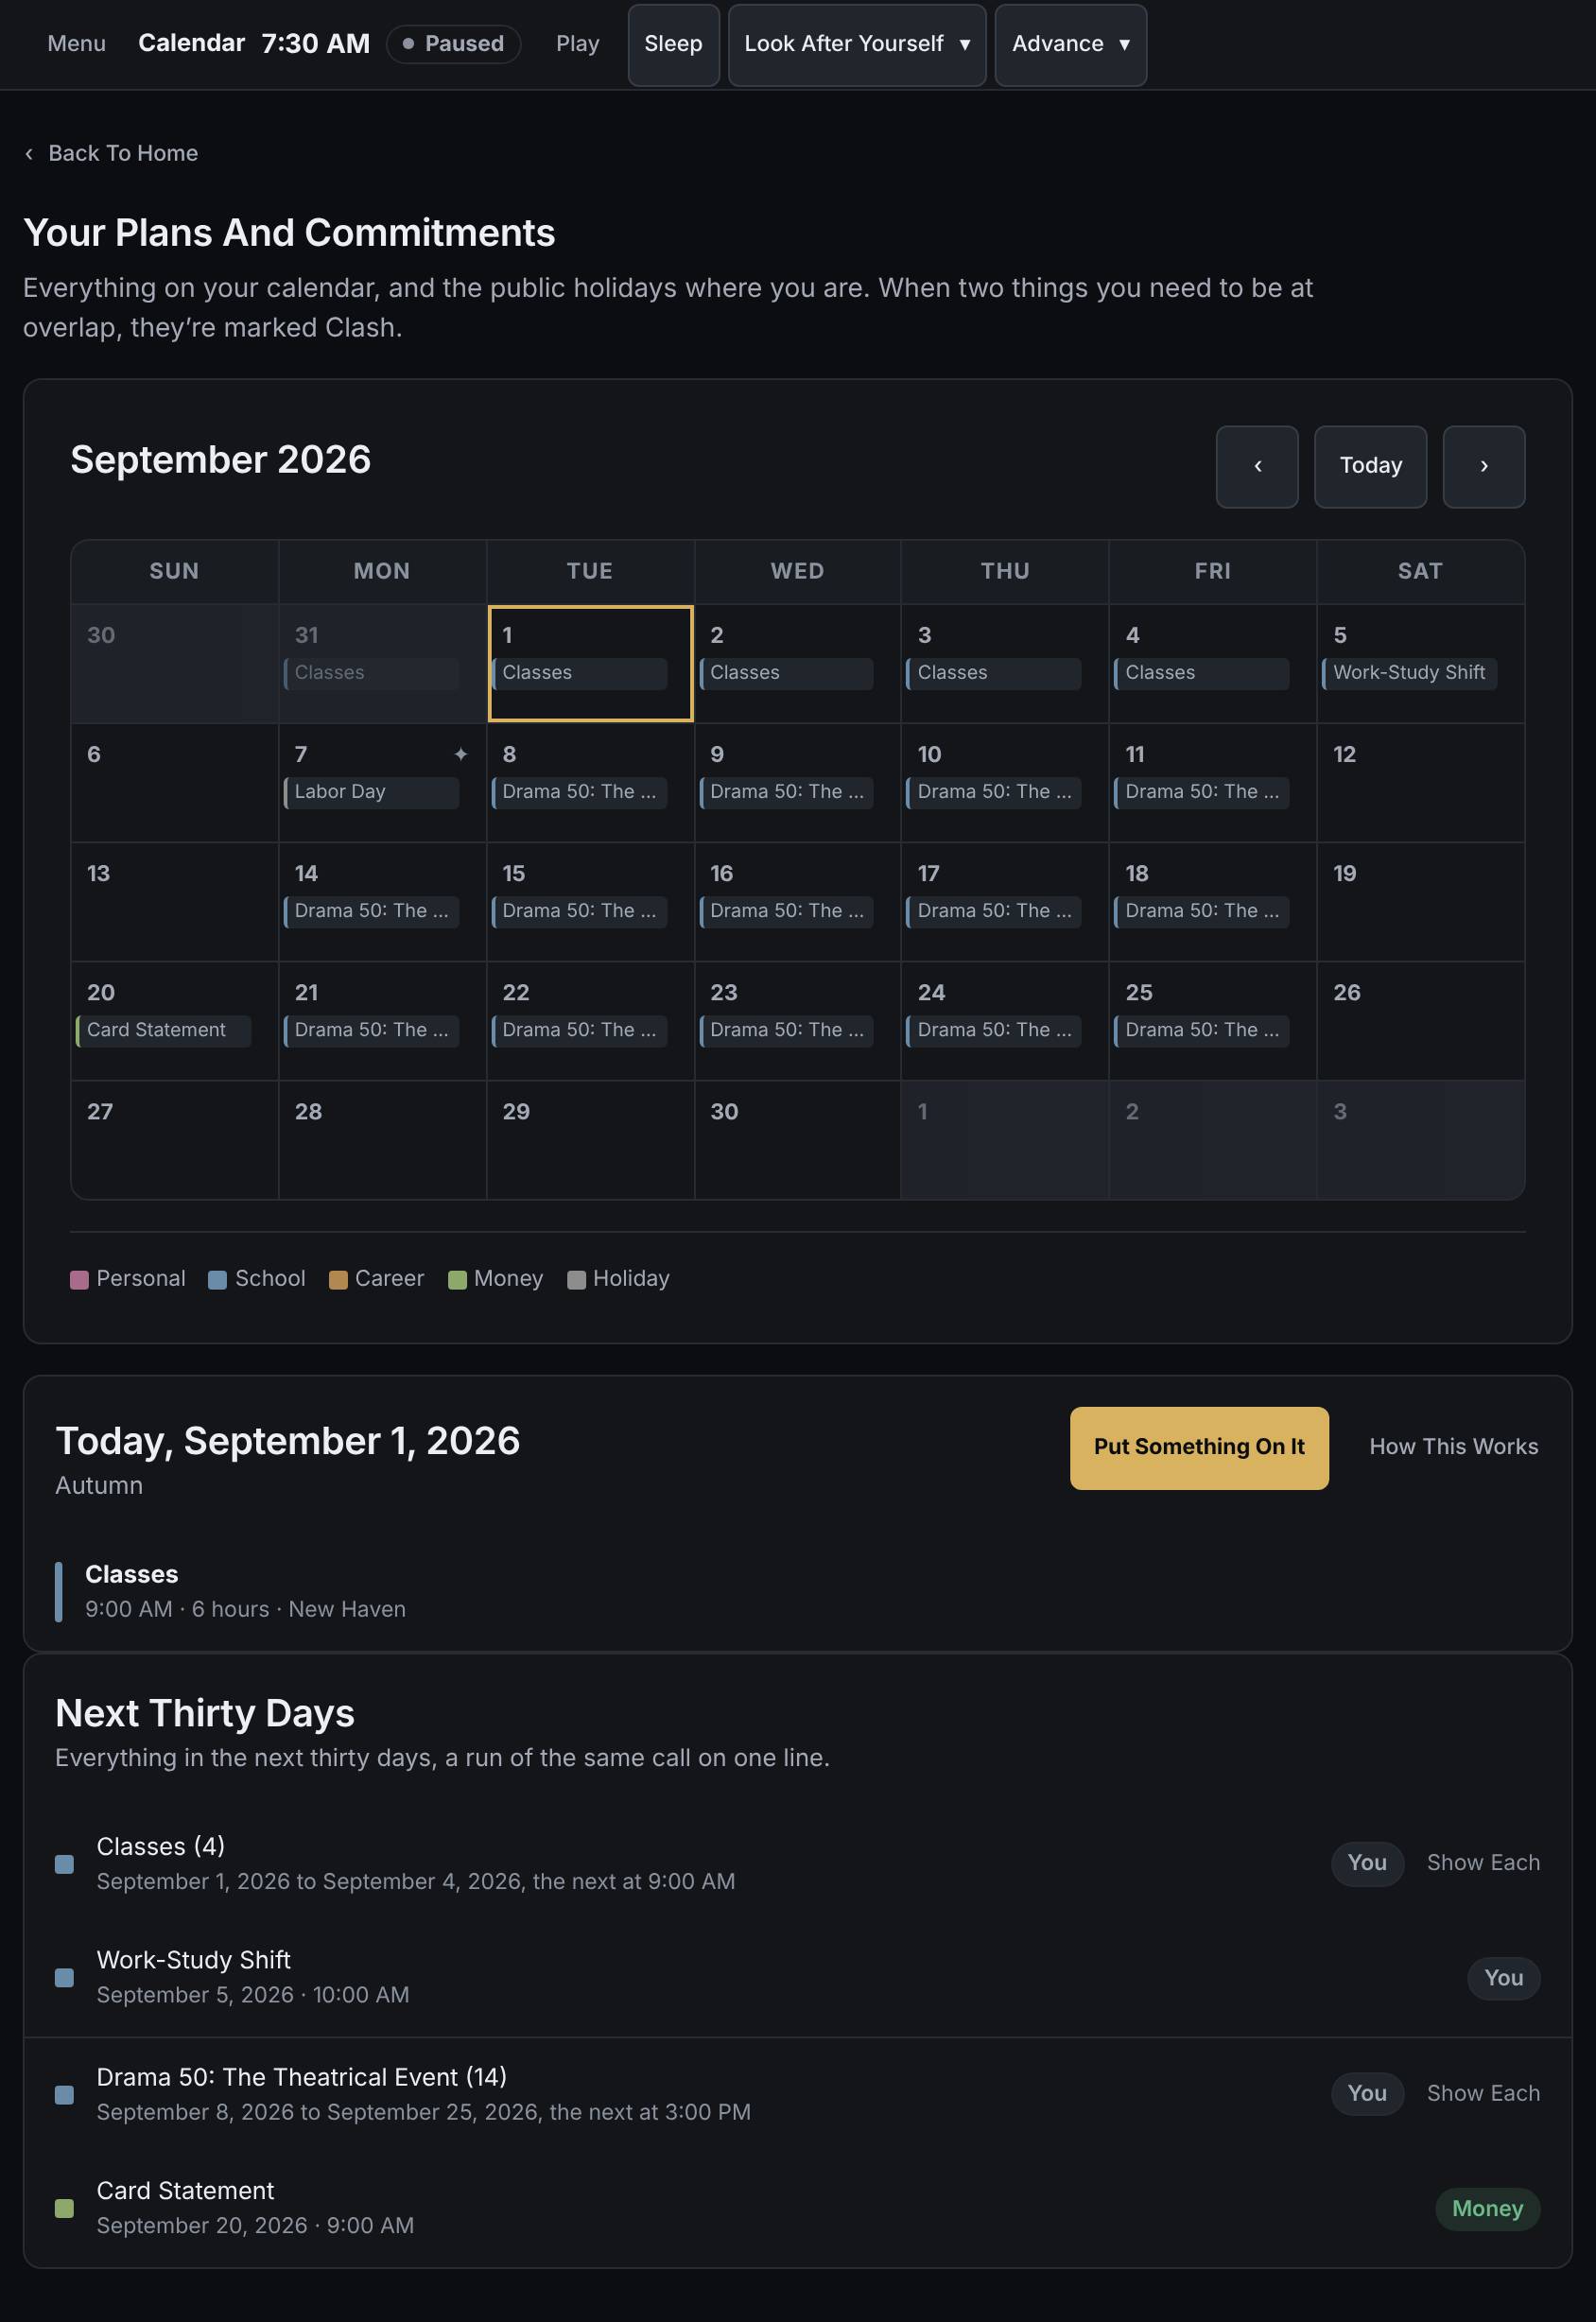 Menu Calendar 7:30 AM Paused Play Sleep Look After Yourself ▾ Advance ▾
‹ Back To Home
Your Plans And Commitments
Everything on your calendar, and the public holidays where you are. When two things you need to be at
overlap, they’re marked Clash.
September 2026 ‹ Today ›
SUN MON TUE WED THU FRI SAT
30 31 1 2 3 4 5
Classes Classes Classes Classes Classes Work-Study Shift
6 7 ✦ 8 9 10 11 12
Labor Day Drama 50: The ... Drama 50: The ... Drama 50: The ... Drama 50: The ...
13 14 15 16 17 18 19
Drama 50: The ... Drama 50: The ... Drama 50: The ... Drama 50: The ... Drama 50: The ...
20 21 22 23 24 25 26
Card Statement Drama 50: The ... Drama 50: The ... Drama 50: The ... Drama 50: The ... Drama 50: The ...
27 28 29 30 1 2 3
Personal School Career Money Holiday
Today, September 1, 2026 Put Something On It How This Works
Autumn
Classes
9:00 AM · 6 hours · New Haven
Next Thirty Days
Everything in the next thirty days, a run of the same call on one line.
Classes (4)
September 1, 2026 to September 4, 2026, the next at 9:00 AM
You Show Each
Work-Study Shift
September 5, 2026 · 10:00 AM
You
Drama 50: The Theatrical Event (14)
September 8, 2026 to September 25, 2026, the next at 3:00 PM
You Show Each
Card Statement
September 20, 2026 · 9:00 AM
Money